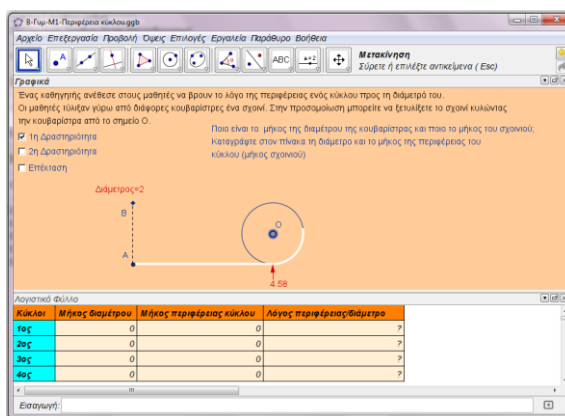 Β-Γυμ-Μ1-Περιφέρεια κύκλου.ggb
Αρχείο Επεξεργασία Προβολή Όψεις Επιλογές Εργαλεία Παράθυρο Βοήθεια
ABC
a=2
Μετακίνηση
Σύρετε ή επιλέξτε αντικείμενα ( Esc)
Γραφικά
Ένας καθηγητής ανέθεσε στους μαθητές να βρουν το λόγο της περιφέρειας ενός κύκλου προς τη διάμετρό του.
Οι μαθητές τύλιξαν γύρω από διάφορες κουβαρίστρες ένα σχοινί. Στην προσομοίωση μπορείτε να ξετυλίξετε το σχοινί κυλώντας
την κουβαρίστρα από το σημείο Ο.
Ποιο είναι το μήκος της διαμέτρου της κουβαρίστρας και ποιο το μήκος του σχοινιού;
Καταγράψτε στον πίνακα τη διάμετρο και το μήκος της περιφέρειας του
κύκλου (μήκος σχοινιού)
1η Δραστηριότητα
2η Δραστηριότητα
Επέκταση
Διάμετρος=2
B
O
A
4.58
Λογιστικό Φύλλο
Κύκλοι Μήκος διαμέτρου Μήκος περιφέρειας κύκλου Λόγος περιφέρειας/διάμετρο
1ος 0 0 ?
2ος 0 0 ?
3ος 0 0 ?
4ος 0 0 ?
Εισαγωγή: